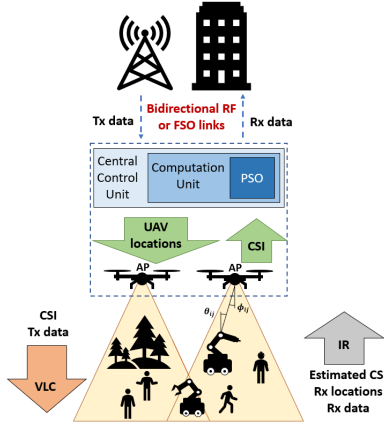 Bidirectional RF
or FSO links
Tx data
Rx data
Central
Control
Unit
Computation
Unit
PSO
UAV
locations
CSI
AP
AP
θij
ϕij
CSI
Tx data
VLC
IR
Estimated CS
Rx locations
Rx data